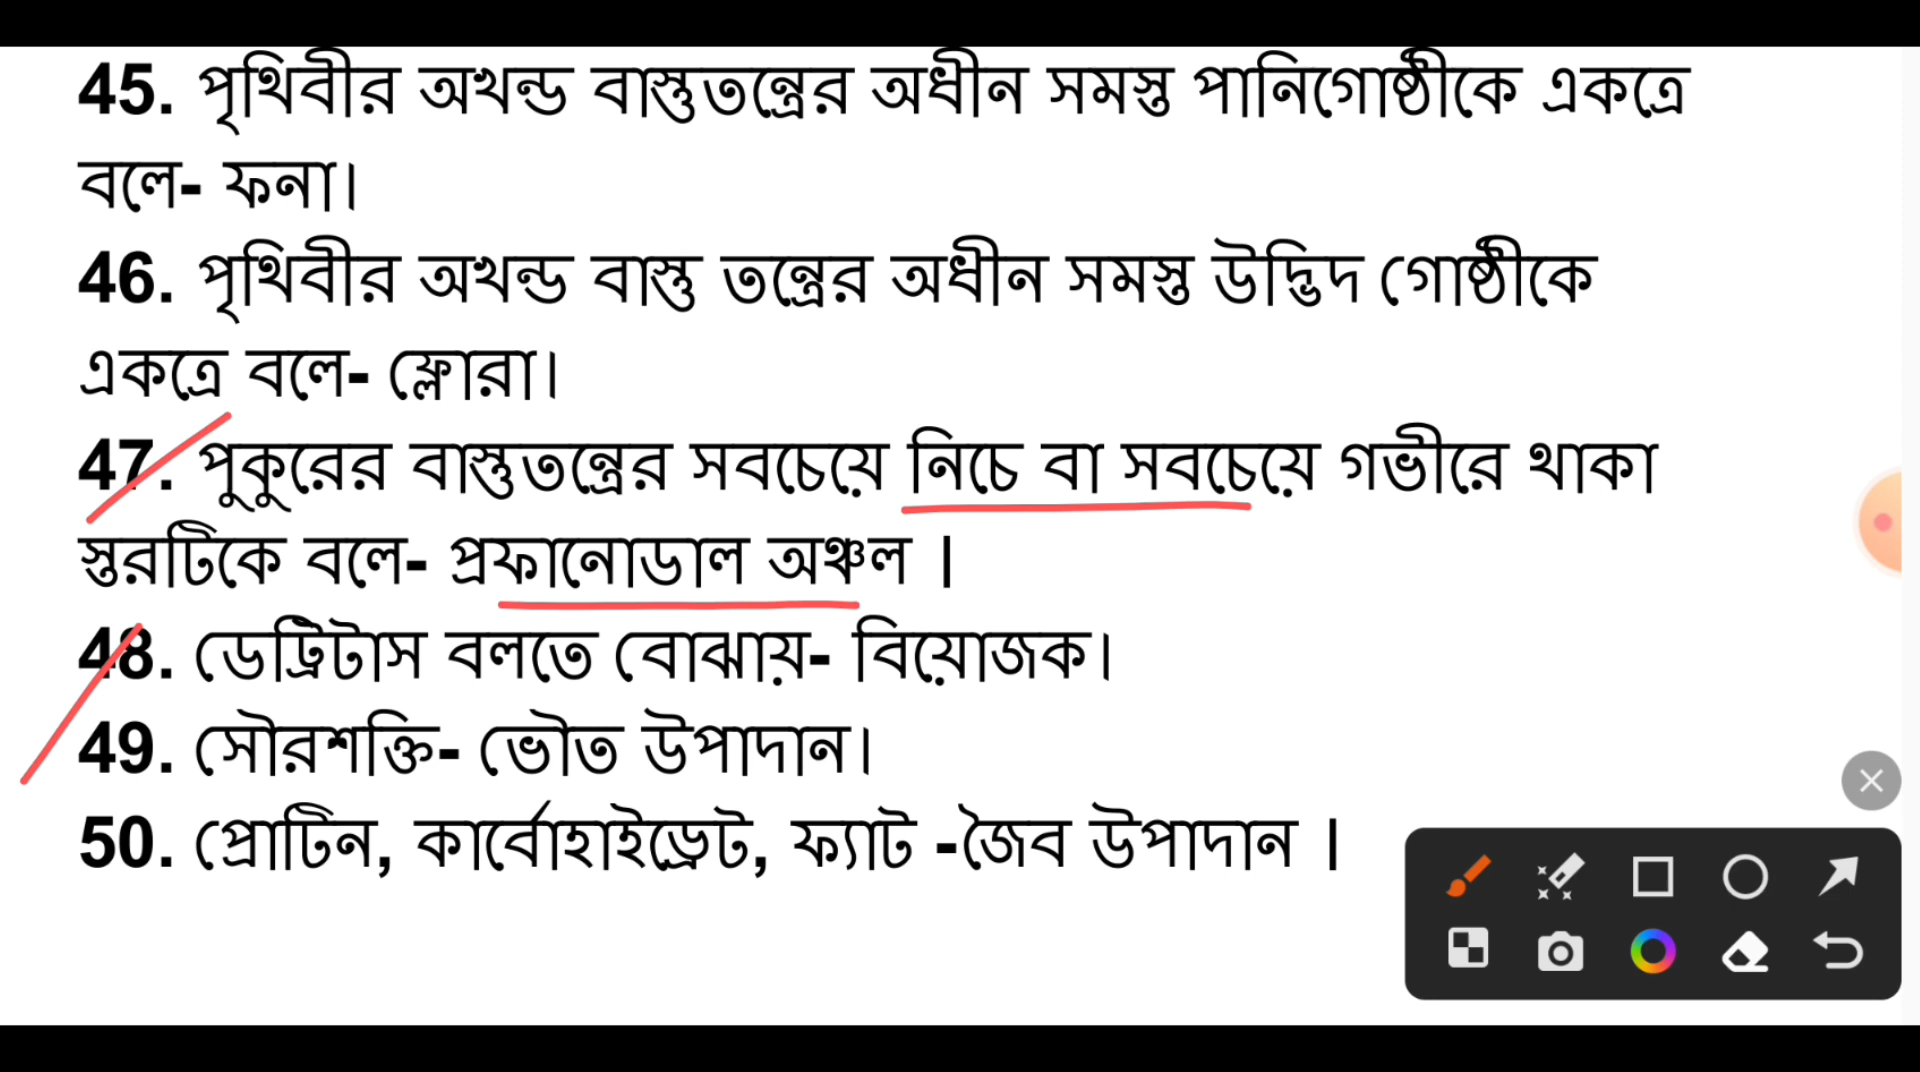 45. পৃথিবীর অখন্ড বাস্তুতন্ত্রের অধীন সমস্ত পানিগোষ্ঠীকে একত্রে
বলে- ফনা।
46. পৃথিবীর অখন্ড বাস্তু তন্ত্রের অধীন সমস্ত উদ্ভিদ গোষ্ঠীকে
একত্রে বলে- ফ্লোরা।
47. পুকুরের বাস্তুতন্ত্রের সবচেয়ে নিচে বা সবচেয়ে গভীরে থাকা
স্তরটিকে বলে- প্রফানোডাল অঞ্চল ।
48. ডেট্রিটাস বলতে বোঝায়- বিয়োজক।
49. সৌরশক্তি- ভৌত উপাদান।
50. প্রোটিন, কার্বোহাইড্রেট, ফ্যাট -জৈব উপাদান ।